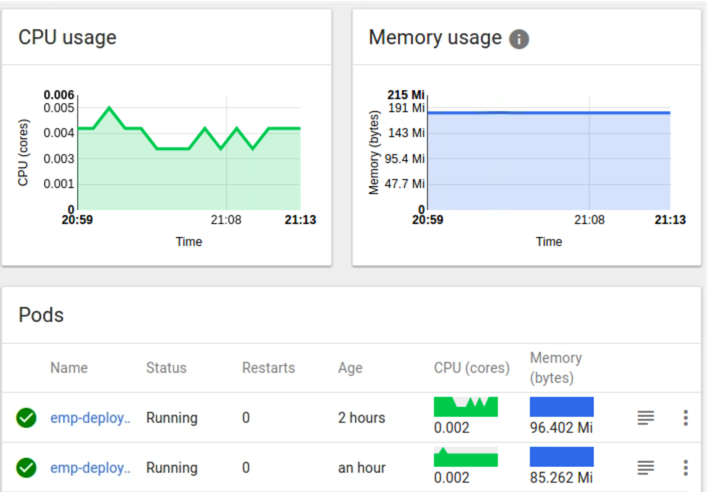 CPU usage
Memory usage
0.006
0.005
0.004
0.003
0.001
0
CPU (cores)
20:59
21:08
21:13
Time
215 Mi
191 Mi
143 Mi
95.4 Mi
47.7 Mi
0
Memory (bytes)
20:59
21:08
21:13
Time
Pods
Name Status Restarts Age CPU (cores) Memory (bytes)
emp-deploy.. Running 0 2 hours 0.002 96.402 Mi
emp-deploy.. Running 0 an hour 0.002 85.262 Mi